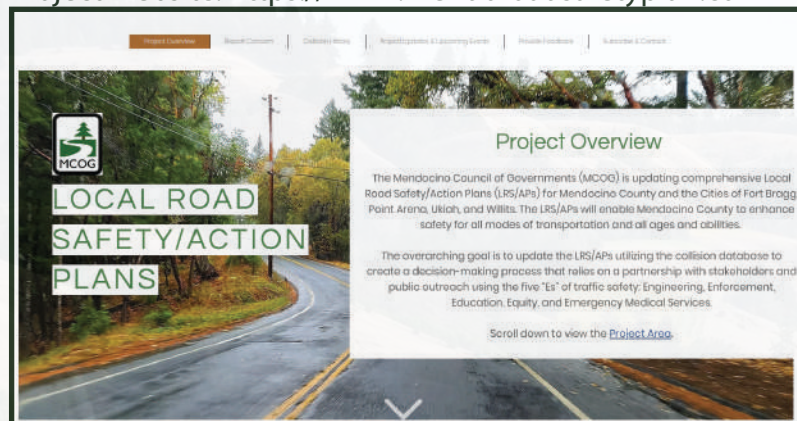 Project Overview Report Concern Collision History Project Updates & Upcoming Events Provide Feedback Subscribe & Contact
MCOG
LOCAL ROAD
SAFETY/ACTION
PLANS
Project Overview
The Mendocino Council of Governments (MCOG) is updating comprehensive Local
Road Safety/Action Plans (LRS/APs) for Mendocino County and the Cities of Fort Bragg
Point Arena, Ukiah, and Willits. The LRS/APs will enable Mendocino County to enhance
safety for all modes of transportation and all ages and abilities.
The overarching goal is to update the LRS/APs utilizing the collision database to
create a decision-making process that relies on a partnership with stakeholders and
public outreach using the five "Es" of traffic safety: Engineering, Enforcement,
Education, Equity, and Emergency Medical Services.
Scroll down to view the Project Area.